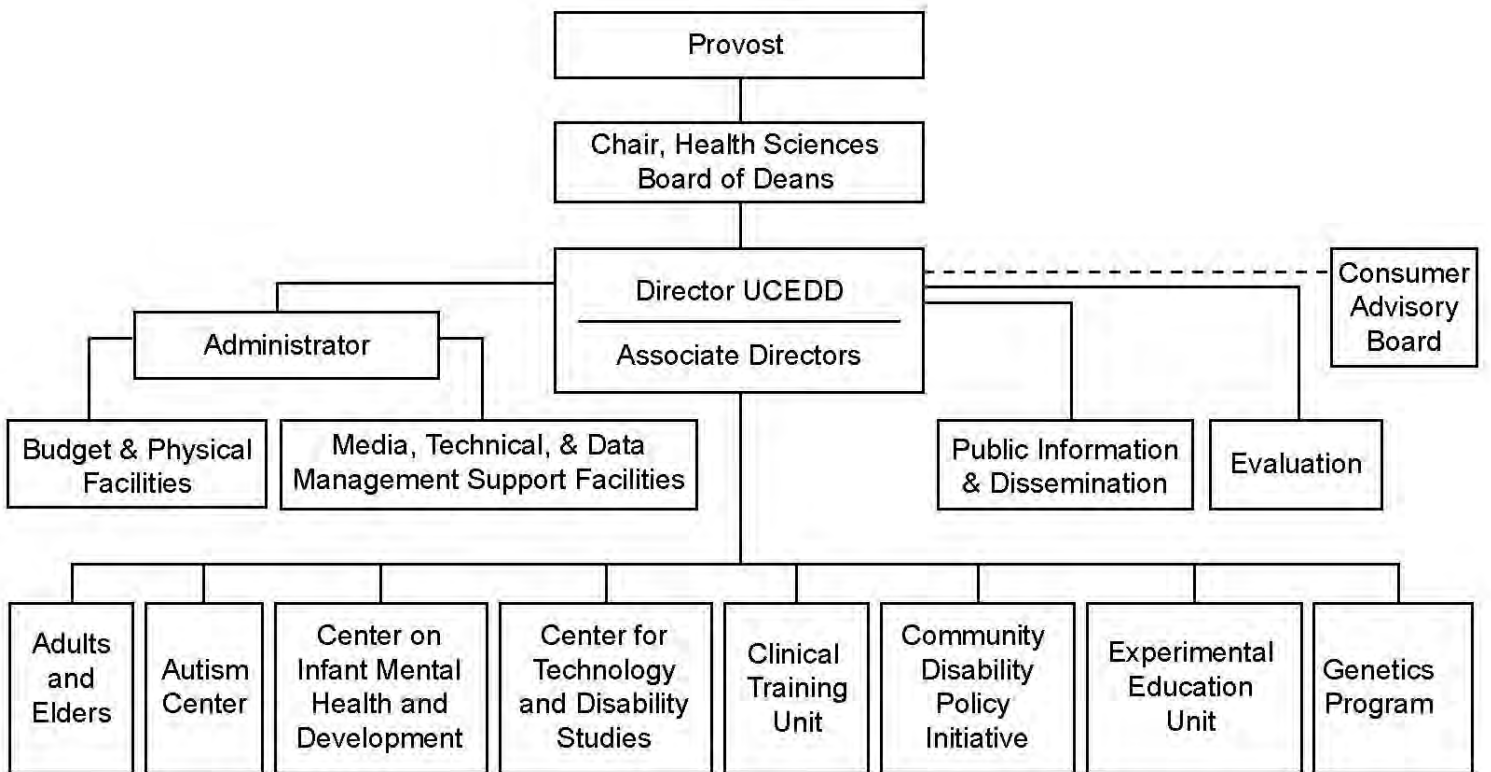 Provost
Chair, Health Sciences
Board of Deans
Director UCEDD
Associate Directors
Consumer
Advisory
Board
Administrator
Budget & Physical
Facilities
Media, Technical, & Data
Management Support Facilities
Public Information
& Dissemination
Evaluation
Adults
and
Elders
Autism
Center
Center on
Infant Mental
Health and
Development
Center for
Technology
and Disability
Studies
Clinical
Training
Unit
Community
Disability
Policy
Initiative
Experimental
Education
Unit
Genetics
Program